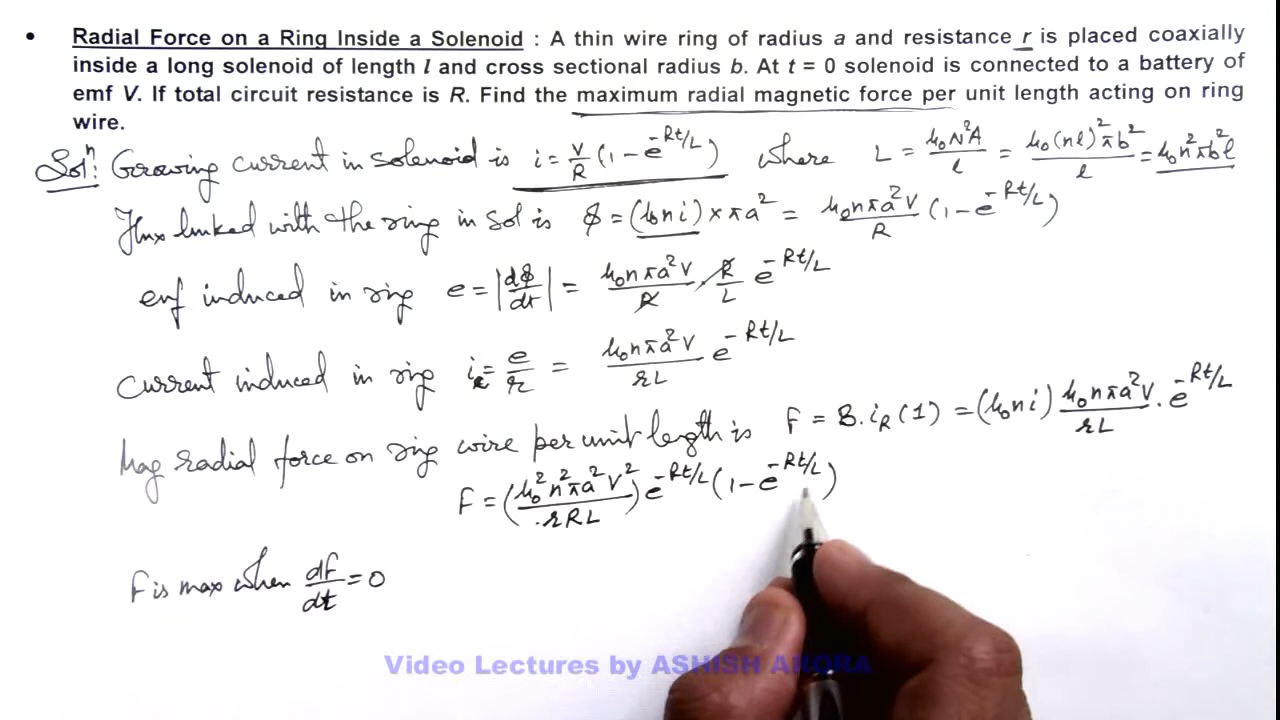 • Radial Force on a Ring Inside a Solenoid : A thin wire ring of radius a and resistance r is placed coaxially
inside a long solenoid of length l and cross sectional radius b. At t = 0 solenoid is connected to a battery of
emf V. If total circuit resistance is R. Find the maximum radial magnetic force per unit length acting on ring
wire.
Solⁿ: Growing current in solenoid is i = V/R (1 − e^(−Rt/L)) where L = μ₀N²A/l = μ₀(nl)²πb²/l = μ₀n²πb²l
Flux linked with the ring in sol is φ = (μ₀ni) × πa² = μ₀nπa²V/R (1 − e^(−Rt/L))
emf induced in ring e = |dφ/dt| = μ₀nπa²V/R · R/L e^(−Rt/L)
Current induced in ring i_R = e/r = μ₀nπa²V/rL e^(−Rt/L)
Mag radial force on ring wire per unit length is F = B.i_R(1) = (μ₀ni) μ₀nπa²V/rL . e^(−Rt/L)
F = (μ₀²n²πa²V²/rRL) e^(−Rt/L) (1 − e^(−Rt/L))
F is max when dF/dt = 0
Video Lectures by ASHISH ARORA